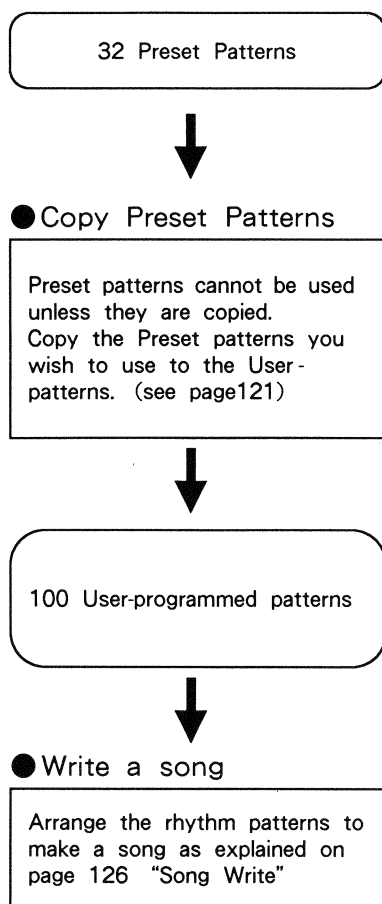 32 Preset Patterns
● Copy Preset Patterns
Preset patterns cannot be used
unless they are copied.
Copy the Preset patterns you
wish to use to the User-
patterns. (see page121)
100 User-programmed patterns
● Write a song
Arrange the rhythm patterns to
make a song as explained on
page 126 “Song Write”